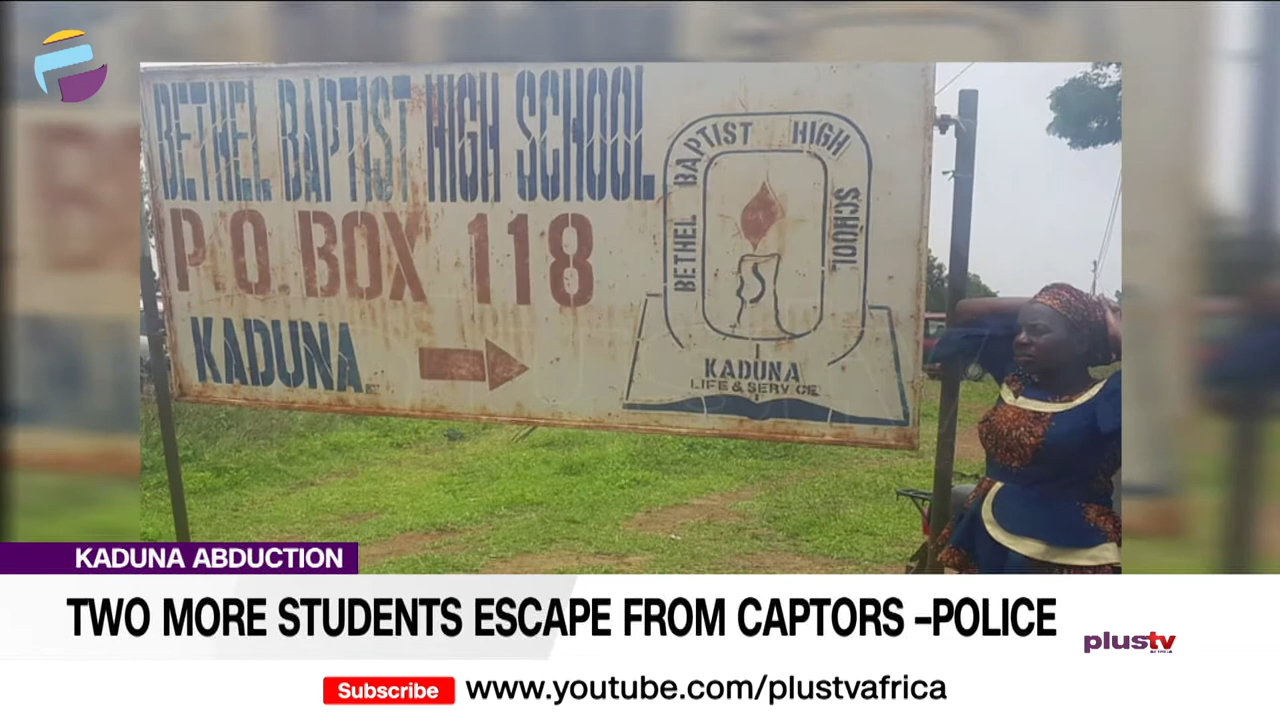 BETHEL BAPTIST HIGH SCHOOL
P.O. BOX 118
KADUNA
BETHEL BAPTIST HIGH SCHOOL
KADUNA
LIFE & SERVICE
KADUNA ABDUCTION
TWO MORE STUDENTS ESCAPE FROM CAPTORS –POLICE
plustv
Subscribe www.youtube.com/plustvafrica